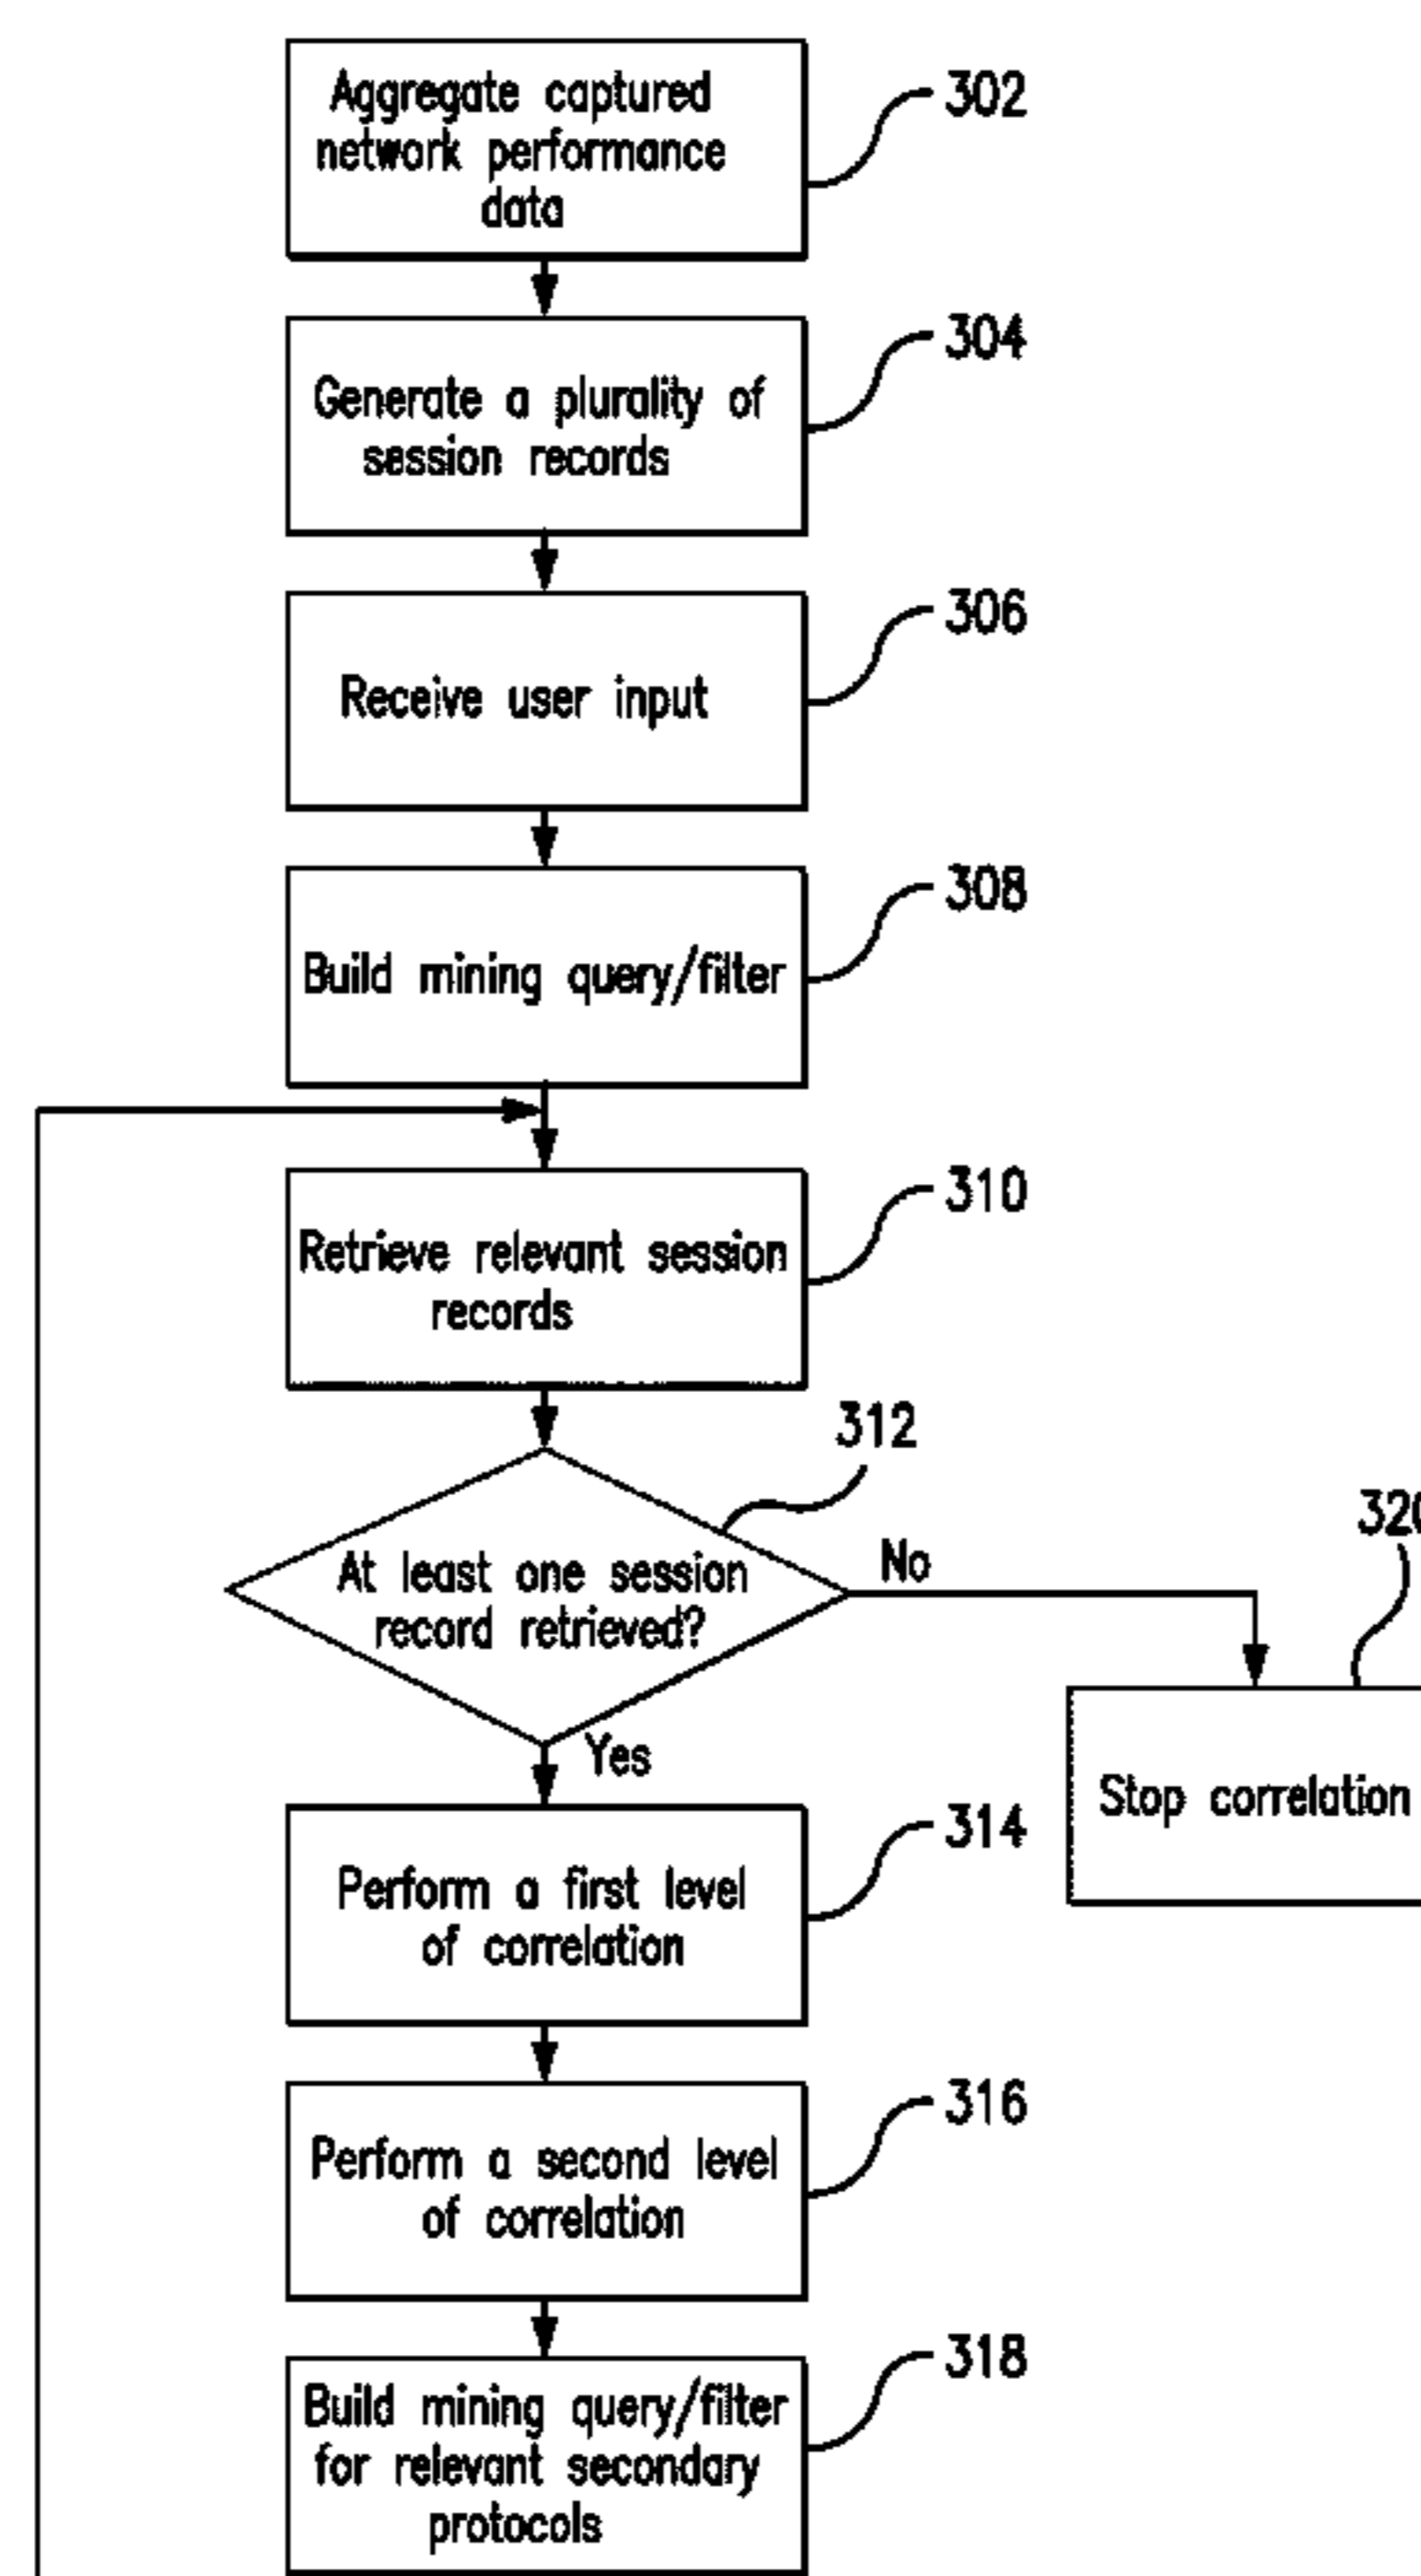 Aggregate captured
network performance
data
302
Generate a plurality of
session records
304
Receive user input
306
Build mining query/filter
308
Retrieve relevant session
records
310
312
At least one session
record retrieved?
No
Yes
Stop correlation
Perform a first level
of correlation
314
Perform a second level
of correlation
316
Build mining query/filter
for relevant secondary
protocols
318